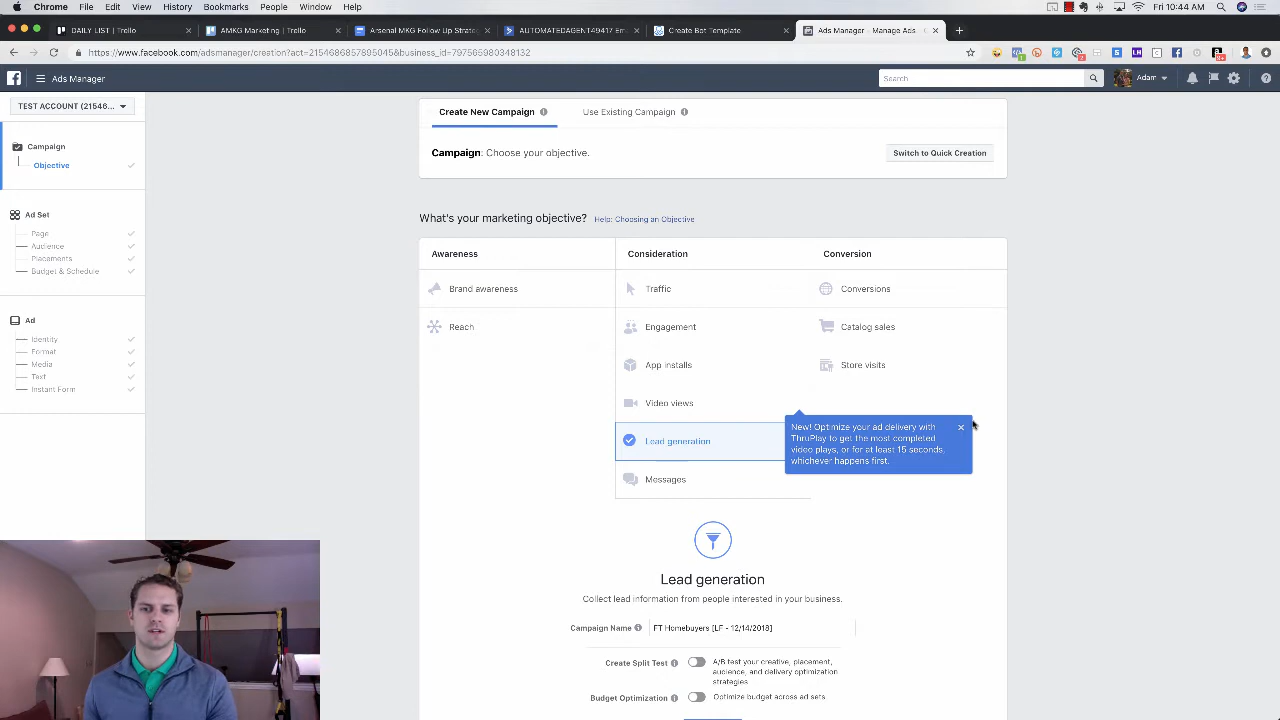 Chrome File Edit View History Bookmarks People Window Help
Fri 10:44 AM
DAILY LIST | Trello
AMKG Marketing | Trello
Arsenal MKG Follow Up Strate
AUTOMATEDAGENT49417 Em
Create Bot Template
Ads Manager - Manage Ads
https://www.facebook.com/adsmanager/creation?act=2154686857895045&business_id=797565980348132
Ads Manager
Search
Adam
TEST ACCOUNT (21546...
Campaign
Objective
Ad Set
Page
Audience
Placements
Budget & Schedule
Ad
Identity
Format
Media
Text
Instant Form
Create New Campaign
Use Existing Campaign
Campaign: Choose your objective.
Switch to Quick Creation
What's your marketing objective? Help: Choosing an Objective
Awareness Consideration Conversion
Brand awareness Traffic Conversions
Reach Engagement Catalog sales
App installs Store visits
Video views
Lead generation
Messages
New! Optimize your ad delivery with
ThruPlay to get the most completed
video plays, or for at least 15 seconds,
whichever happens first.
Lead generation
Collect lead information from people interested in your business.
Campaign Name FT Homebuyers [LF - 12/14/2018]
Create Split Test A/B test your creative, placement,
audience, and delivery optimization
strategies
Budget Optimization Optimize budget across ad sets